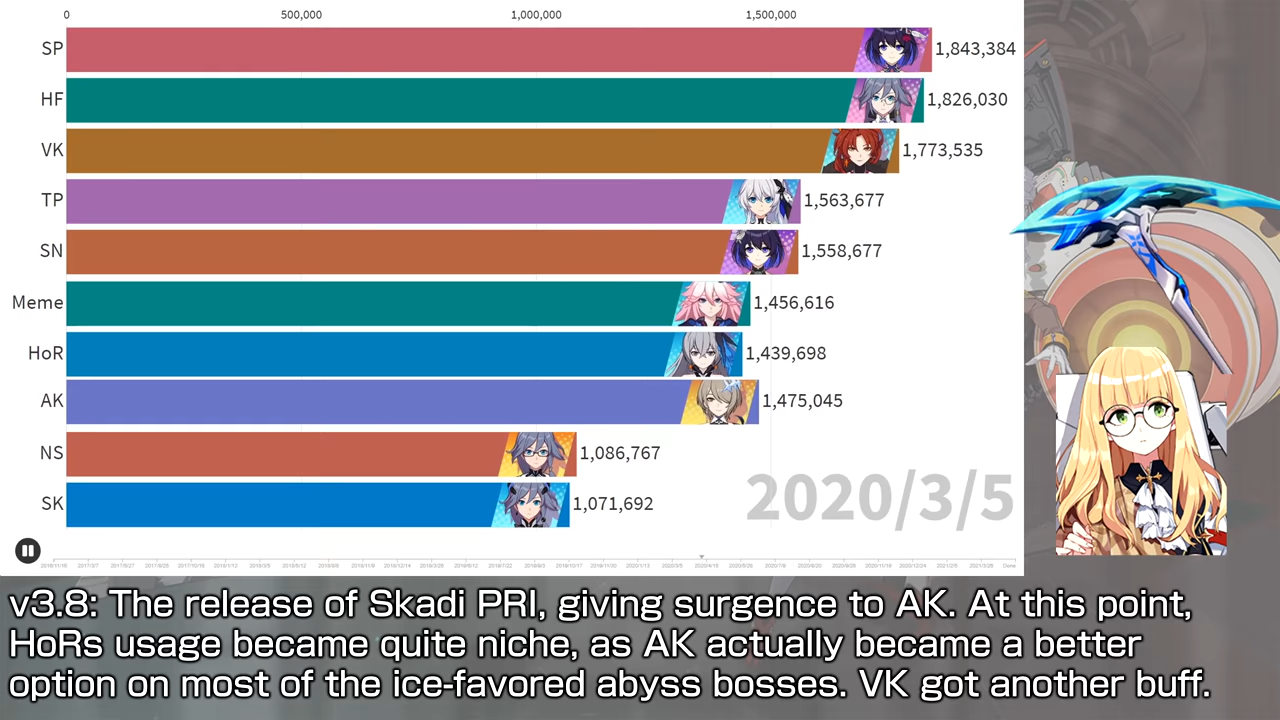 0 500,000 1,000,000 1,500,000
SP 1,843,384
HF 1,826,030
VK 1,773,535
TP 1,563,677
SN 1,558,677
Meme 1,456,616
HoR 1,439,698
AK 1,475,045
NS 1,086,767
SK 1,071,692
2020/3/5
v3.8: The release of Skadi PRI, giving surgence to AK. At this point,
HoRs usage became quite niche, as AK actually became a better
option on most of the ice-favored abyss bosses. VK got another buff.